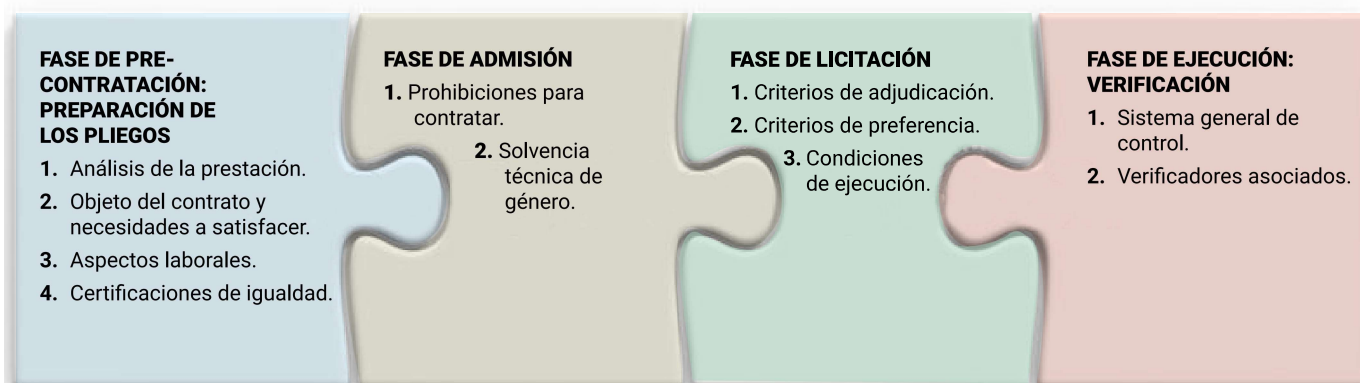 FASE DE PRE-
CONTRATACIÓN:
PREPARACIÓN DE
LOS PLIEGOS
1. Análisis de la prestación.
2. Objeto del contrato y
necesidades a satisfacer.
3. Aspectos laborales.
4. Certificaciones de igualdad.
FASE DE ADMISIÓN
1. Prohibiciones para
contratar.
2. Solvencia
técnica de
género.
FASE DE LICITACIÓN
1. Criterios de adjudicación.
2. Criterios de preferencia.
3. Condiciones
de ejecución.
FASE DE EJECUCIÓN:
VERIFICACIÓN
1. Sistema general de
control.
2. Verificadores asociados.